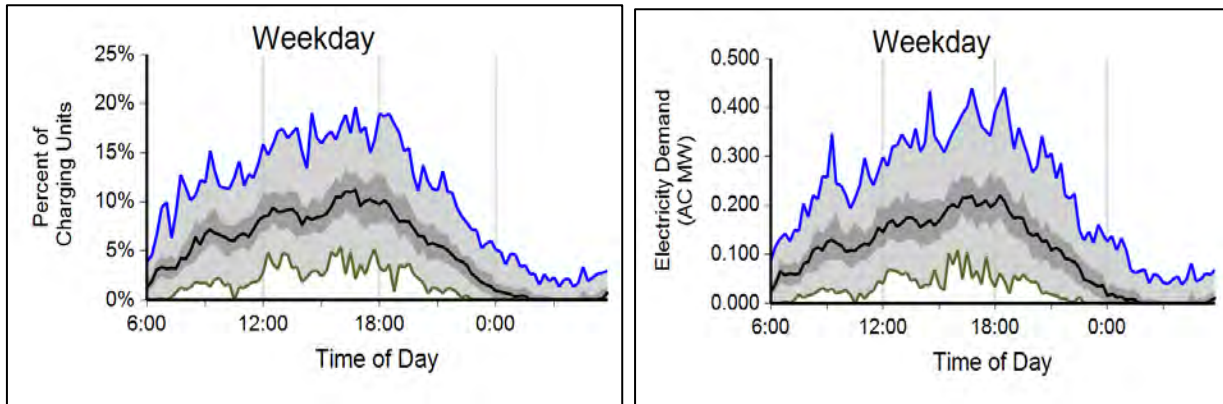 Weekday
25%
20%
15%
10%
5%
0%
Percent of
Charging Units
6:00 12:00 18:00 0:00
Time of Day
Weekday
0.500
0.400
0.300
0.200
0.100
0.000
Electricity Demand
(AC MW)
6:00 12:00 18:00 0:00
Time of Day